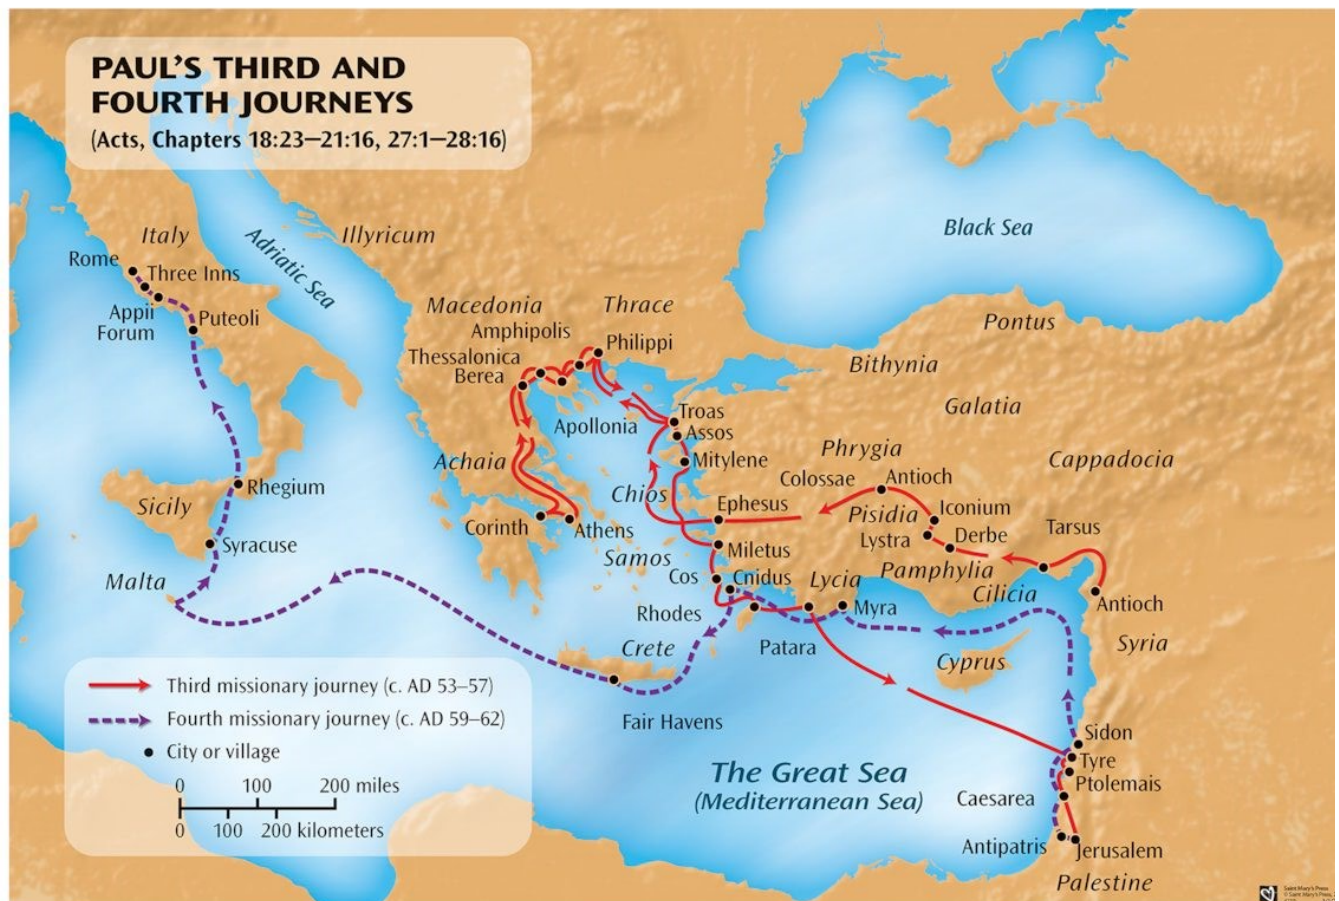 PAUL'S THIRD AND
FOURTH JOURNEYS
(Acts, Chapters 18:23–21:16, 27:1–28:16)
Italy
Adriatic Sea
Illyricum
Black Sea
Rome
Three Inns
Appii
Forum
Puteoli
Macedonia
Thrace
Amphipolis
Philippi
Thessalonica
Berea
Pontus
Bithynia
Galatia
Apollonia
Troas
Assos
Mitylene
Phrygia
Cappadocia
Achaia
Colossae
Antioch
Rhegium
Sicily
Chios
Ephesus
Pisidia
Iconium
Corinth
Athens
Lystra
Derbe
Tarsus
Syracuse
Samos
Miletus
Malta
Cos
Cnidus
Lycia
Pamphylia
Cilicia
Rhodes
Myra
Antioch
Crete
Patara
Cyprus
Syria
Fair Havens
Third missionary journey (c. AD 53–57)
Fourth missionary journey (c. AD 59–62)
City or village
0 100 200 miles
0 100 200 kilometers
The Great Sea
(Mediterranean Sea)
Sidon
Tyre
Ptolemais
Caesarea
Antipatris
Jerusalem
Palestine
Saint Mary's Press